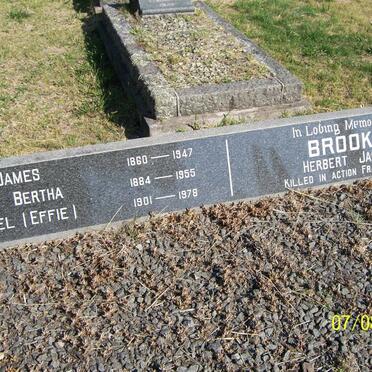 JAMES 1860 — 1947
BERTHA 1884 — 1955
EL (EFFIE) 1901 — 1978
In Loving Memo
BROOK
HERBERT JA
KILLED IN ACTION FR
07/0